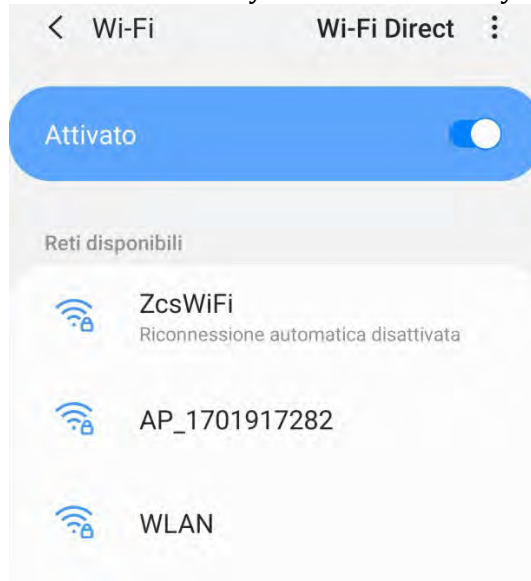 Wi-Fi Wi-Fi Direct
Attivato
Reti disponibili
ZcsWiFi
Riconnessione automatica disattivata
AP_1701917282
WLAN